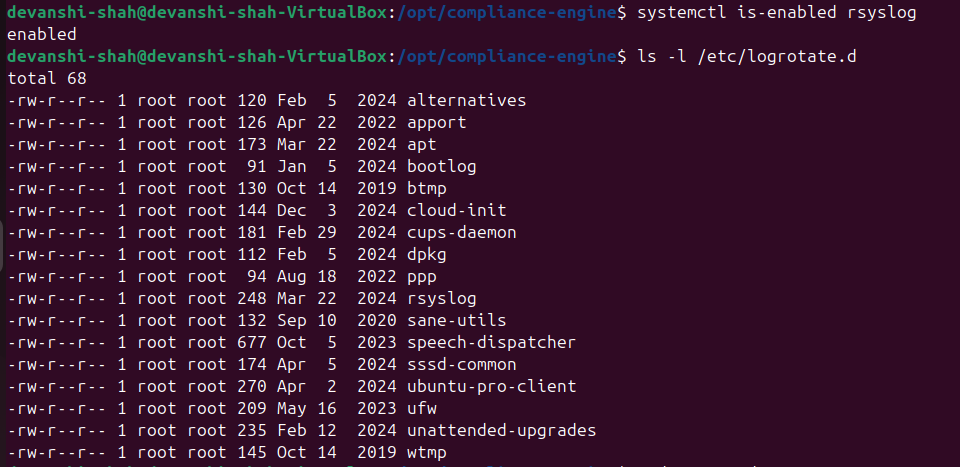 devanshi-shah@devanshi-shah-VirtualBox:/opt/compliance-engine$ systemctl is-enabled rsyslog
enabled
devanshi-shah@devanshi-shah-VirtualBox:/opt/compliance-engine$ ls -l /etc/logrotate.d
total 68
-rw-r--r-- 1 root root 120 Feb  5  2024 alternatives
-rw-r--r-- 1 root root 126 Apr 22  2022 apport
-rw-r--r-- 1 root root 173 Mar 22  2024 apt
-rw-r--r-- 1 root root  91 Jan  5  2024 bootlog
-rw-r--r-- 1 root root 130 Oct 14  2019 btmp
-rw-r--r-- 1 root root 144 Dec  3  2024 cloud-init
-rw-r--r-- 1 root root 181 Feb 29  2024 cups-daemon
-rw-r--r-- 1 root root 112 Feb  5  2024 dpkg
-rw-r--r-- 1 root root  94 Aug 18  2022 ppp
-rw-r--r-- 1 root root 248 Mar 22  2024 rsyslog
-rw-r--r-- 1 root root 132 Sep 10  2020 sane-utils
-rw-r--r-- 1 root root 677 Oct  5  2023 speech-dispatcher
-rw-r--r-- 1 root root 174 Apr  5  2024 sssd-common
-rw-r--r-- 1 root root 270 Apr  2  2024 ubuntu-pro-client
-rw-r--r-- 1 root root 209 May 16  2023 ufw
-rw-r--r-- 1 root root 235 Feb 12  2024 unattended-upgrades
-rw-r--r-- 1 root root 145 Oct 14  2019 wtmp